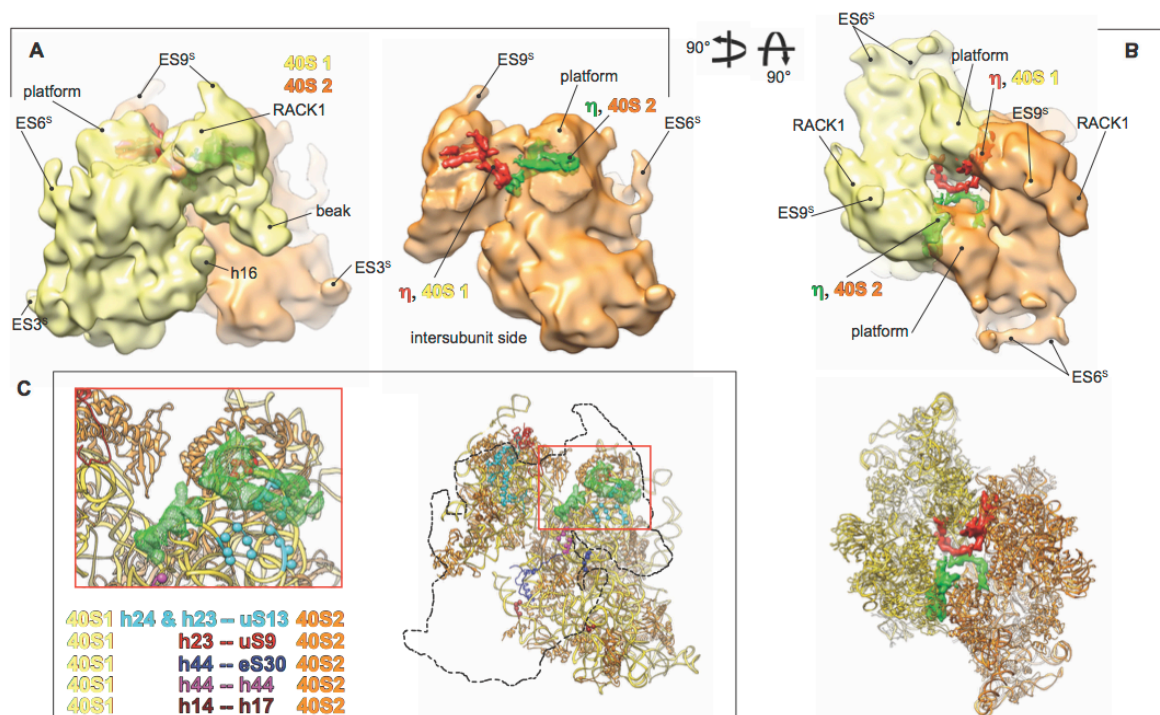 A
ES9ˢ
40S 1
40S 2
platform
RACK1
ES6ˢ
beak
h16
ES3ˢ
ES3ˢ
ES9ˢ
platform
η, 40S 2
ES6ˢ
η, 40S 1
intersubunit side
90°
90°
B
ES6ˢ
platform
η, 40S 1
RACK1
ES9ˢ
RACK1
ES9ˢ
η, 40S 2
platform
ES6ˢ
C
40S1 h24 & h23 -- uS13 40S2
40S1 h23 -- uS9 40S2
40S1 h44 -- eS30 40S2
40S1 h44 -- h44 40S2
40S1 h14 -- h17 40S2